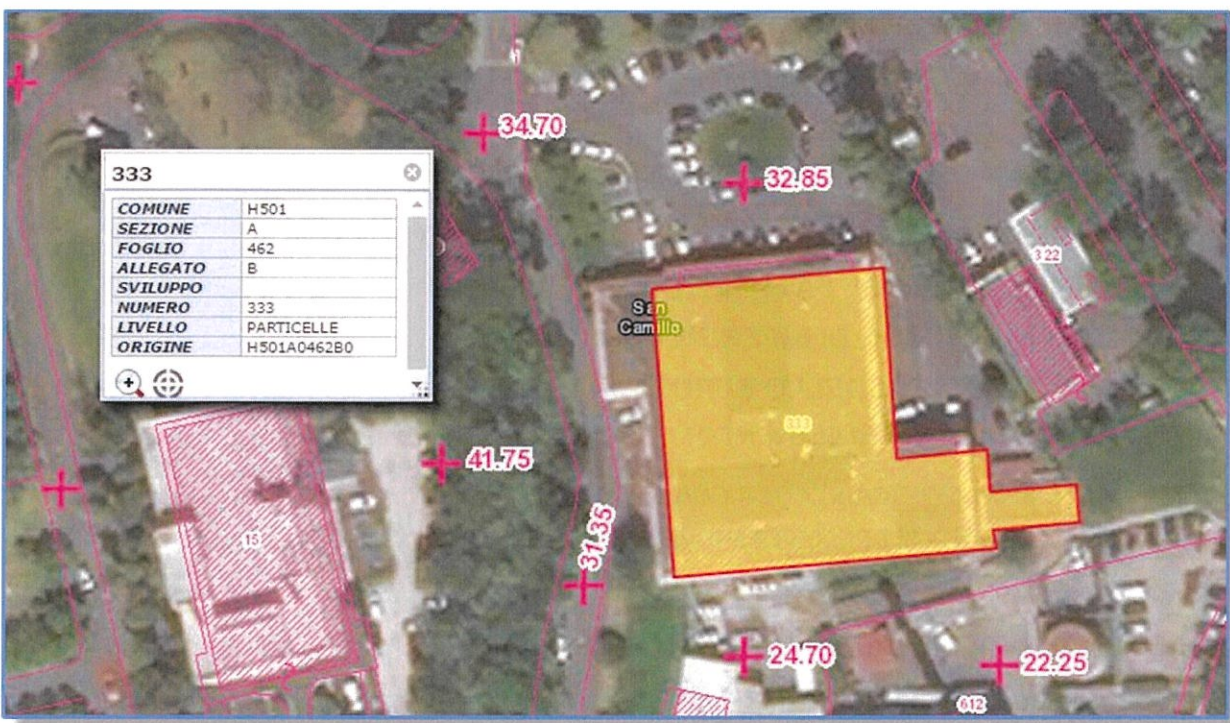 34.70
32.85
333
COMUNE H501
SEZIONE A
FOGLIO 462
ALLEGATO B
SVILUPPO
NUMERO 333
LIVELLO PARTICELLE
ORIGINE H501A0462B0
322
San
Camillo
333
41.75
31.35
15
24.70
22.25
612